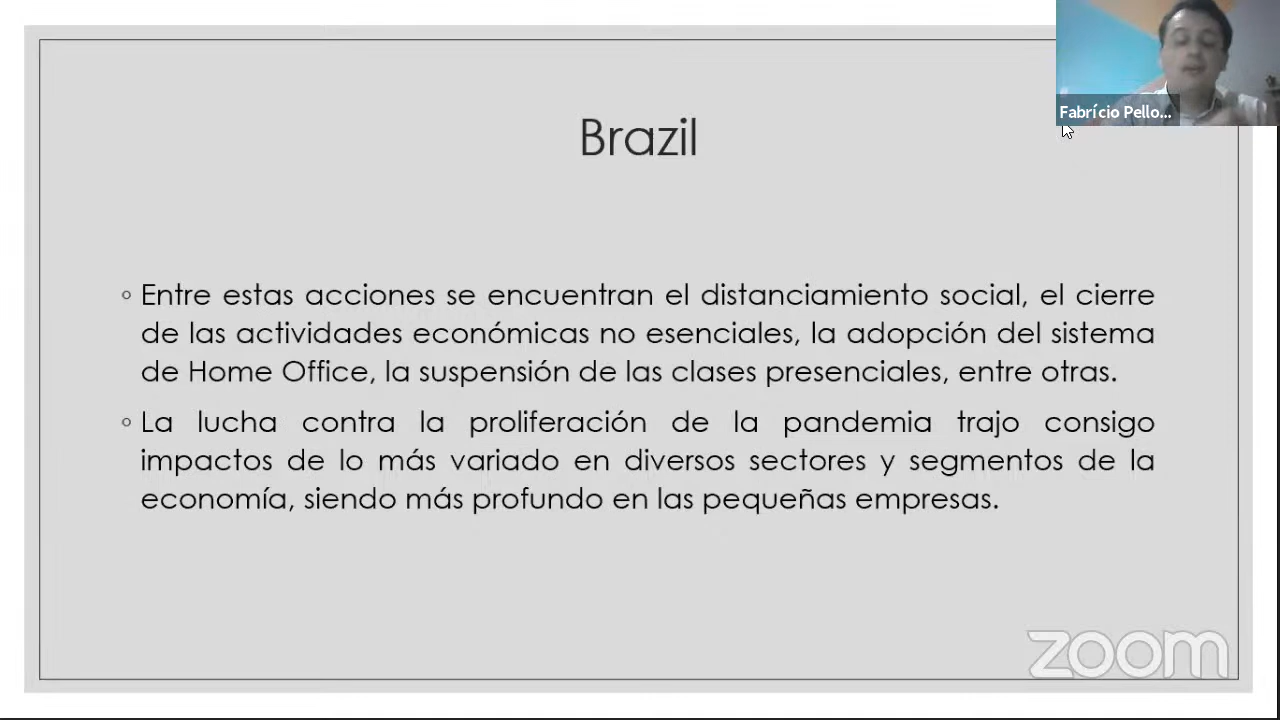 Fabrício Pello...
Brazil
◦ Entre estas acciones se encuentran el distanciamiento social, el cierre
de las actividades económicas no esenciales, la adopción del sistema
de Home Office, la suspensión de las clases presenciales, entre otras.
◦ La lucha contra la proliferación de la pandemia trajo consigo
impactos de lo más variado en diversos sectores y segmentos de la
economía, siendo más profundo en las pequeñas empresas.
zoom